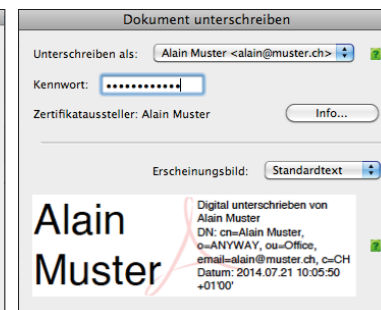 Dokument unterschreiben
Unterschreiben als: Alain Muster <alain@muster.ch>
?
Kennwort: ••••••••••••
Zertifikataussteller: Alain Muster
Info...
Erscheinungsbild: Standardtext
Alain
Muster
Digital unterschrieben von
Alain Muster
DN: cn=Alain Muster,
o=ANYWAY, ou=Office,
email=alain@muster.ch, c=CH
Datum: 2014.07.21 10:05:50
+01'00'
?